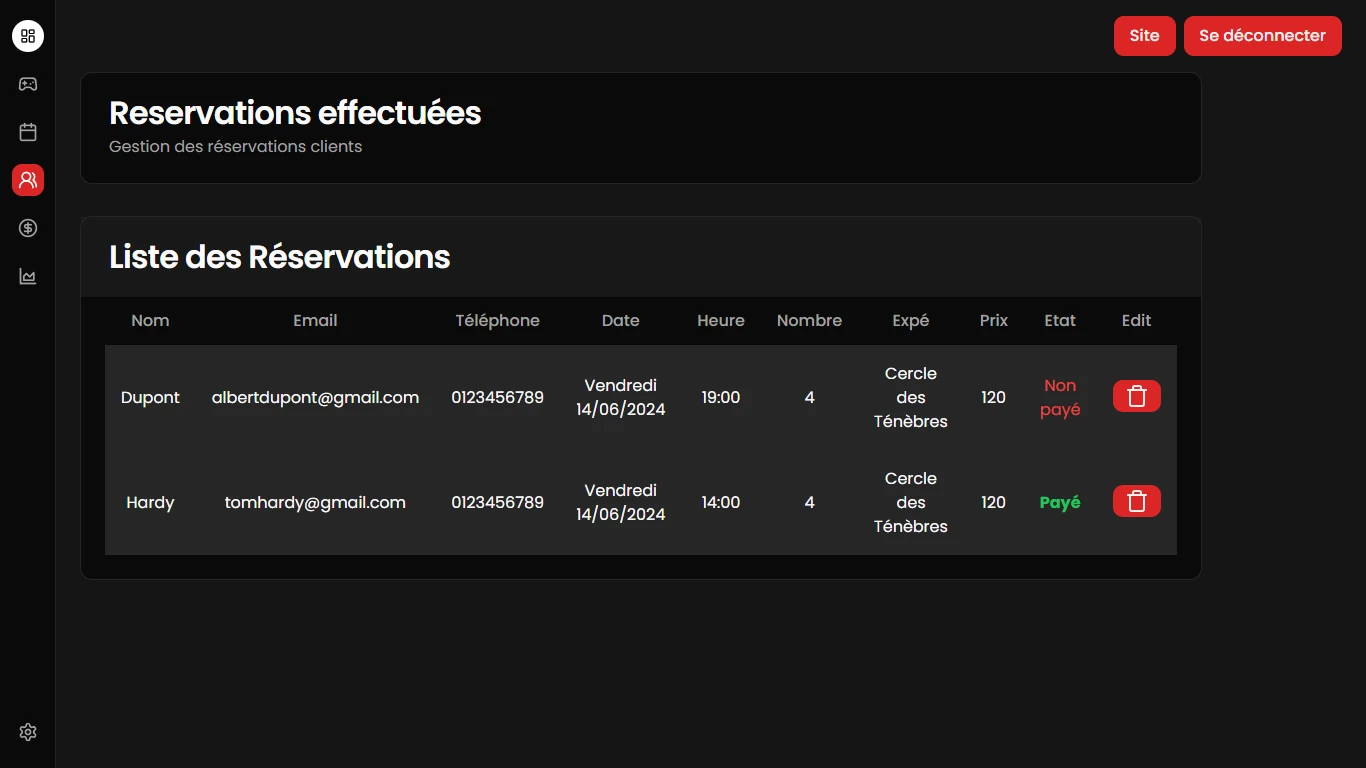 Site Se déconnecter
Reservations effectuées
Gestion des réservations clients
Liste des Réservations
Nom Email Téléphone Date Heure Nombre Expé Prix Etat Edit
Dupont albertdupont@gmail.com 0123456789 Vendredi 14/06/2024 19:00 4 Cercle des Ténèbres 120 Non payé
Hardy tomhardy@gmail.com 0123456789 Vendredi 14/06/2024 14:00 4 Cercle des Ténèbres 120 Payé